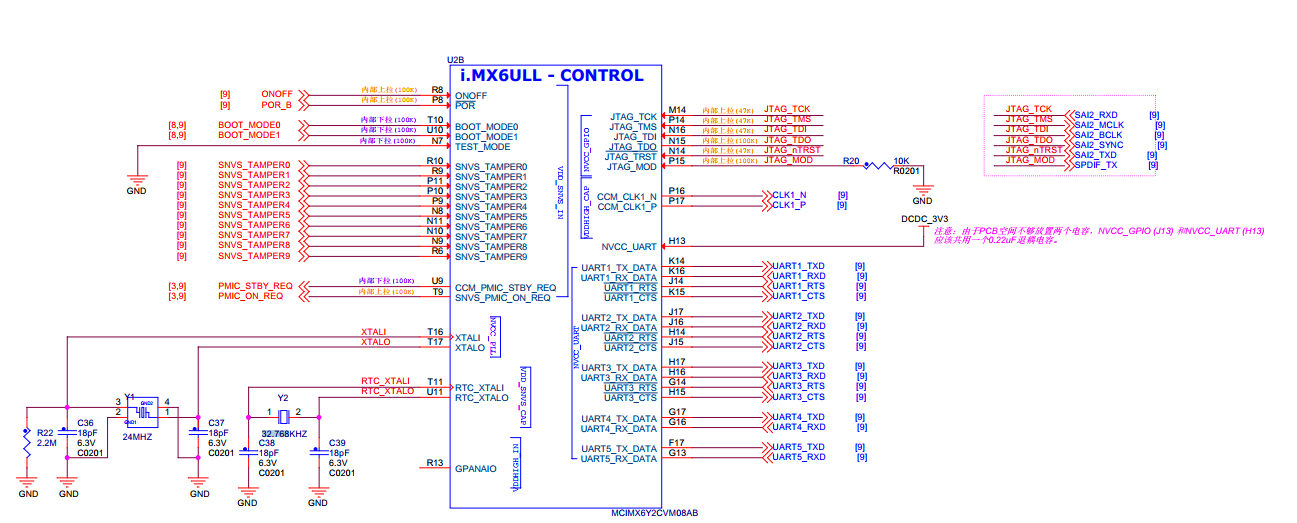 U2B
i.MX6ULL - CONTROL
[9] ONOFF 内部上拉(100K) R8 ONOFF
[9] POR_B 内部上拉(100K) P8 POR
[8,9] BOOT_MODE0 内部下拉(100K) T10 BOOT_MODE0
[8,9] BOOT_MODE1 内部下拉(100K) U10 BOOT_MODE1
N7 TEST_MODE
GND
[9] SNVS_TAMPER0 R10 SNVS_TAMPER0
[9] SNVS_TAMPER1 R9 SNVS_TAMPER1
[9] SNVS_TAMPER2 P11 SNVS_TAMPER2
[9] SNVS_TAMPER3 P10 SNVS_TAMPER3
[9] SNVS_TAMPER4 P9 SNVS_TAMPER4
[9] SNVS_TAMPER5 N8 SNVS_TAMPER5
[9] SNVS_TAMPER6 N11 SNVS_TAMPER6
[9] SNVS_TAMPER7 N10 SNVS_TAMPER7
[9] SNVS_TAMPER8 N9 SNVS_TAMPER8
[9] SNVS_TAMPER9 R6 SNVS_TAMPER9
[3,9] PMIC_STBY_REQ 内部下拉(100K) U9 CCM_PMIC_STBY_REQ
[3,9] PMIC_ON_REQ 内部上拉(100K) T9 SNVS_PMIC_ON_REQ
VDD_SNVS_IN
XTALI T16 XTALI
XTALO T17 XTALO
NVCC_PLL
RTC_XTALI T11 RTC_XTALI
RTC_XTALO U11 RTC_XTALO
VDD_SNVS_CAP
R13 GPANAIO
VDDHIGH_IN
R22
2.2M
GND
C36
18pF
6.3V
C0201
GND
Y1
3 4
2 1
GND2
GND1
24MHZ
C37
18pF
6.3V
C0201
GND
Y2
1 2
32.768KHZ
C38
18pF
6.3V
C0201
GND
C39
18pF
6.3V
C0201
GND
NVCC_GPIO
JTAG_TCK M14 内部上拉(47K) JTAG_TCK
JTAG_TMS P14 内部上拉(47K) JTAG_TMS
JTAG_TDI N16 内部上拉(47K) JTAG_TDI
JTAG_TDO N15 内部上拉(100K) JTAG_TDO
JTAG_TRST N14 内部上拉(47K) JTAG_nTRST
JTAG_MOD P15 内部上拉(100K) JTAG_MOD
R20 10K
R0201
GND
VDDHIGH_CAP
CCM_CLK1_N P16 CLK1_N [9]
CCM_CLK1_P P17 CLK1_P [9]
DCDC_3V3
NVCC_UART H13
注意：由于PCB空间不够放置两个电容，NVCC_GPIO (J13) 和NVCC_UART (H13)
应该共用一个0.22uF退耦电容。
NVCC_UART
UART1_TX_DATA K14 UART1_TXD [9]
UART1_RX_DATA K16 UART1_RXD [9]
UART1_RTS J14 UART1_RTS [9]
UART1_CTS K15 UART1_CTS [9]
UART2_TX_DATA J17 UART2_TXD [9]
UART2_RX_DATA J16 UART2_RXD [9]
UART2_RTS H14 UART2_RTS [9]
UART2_CTS J15 UART2_CTS [9]
UART3_TX_DATA H17 UART3_TXD [9]
UART3_RX_DATA H16 UART3_RXD [9]
UART3_RTS G14 UART3_RTS [9]
UART3_CTS H15 UART3_CTS [9]
UART4_TX_DATA G17 UART4_TXD [9]
UART4_RX_DATA G16 UART4_RXD [9]
UART5_TX_DATA F17 UART5_TXD [9]
UART5_RX_DATA G13 UART5_RXD [9]
MCIMX6Y2CVM08AB
JTAG_TCK SAI2_RXD [9]
JTAG_TMS SAI2_MCLK [9]
JTAG_TDI SAI2_BCLK [9]
JTAG_TDO SAI2_SYNC [9]
JTAG_nTRST SAI2_TXD [9]
JTAG_MOD SPDIF_TX [9]